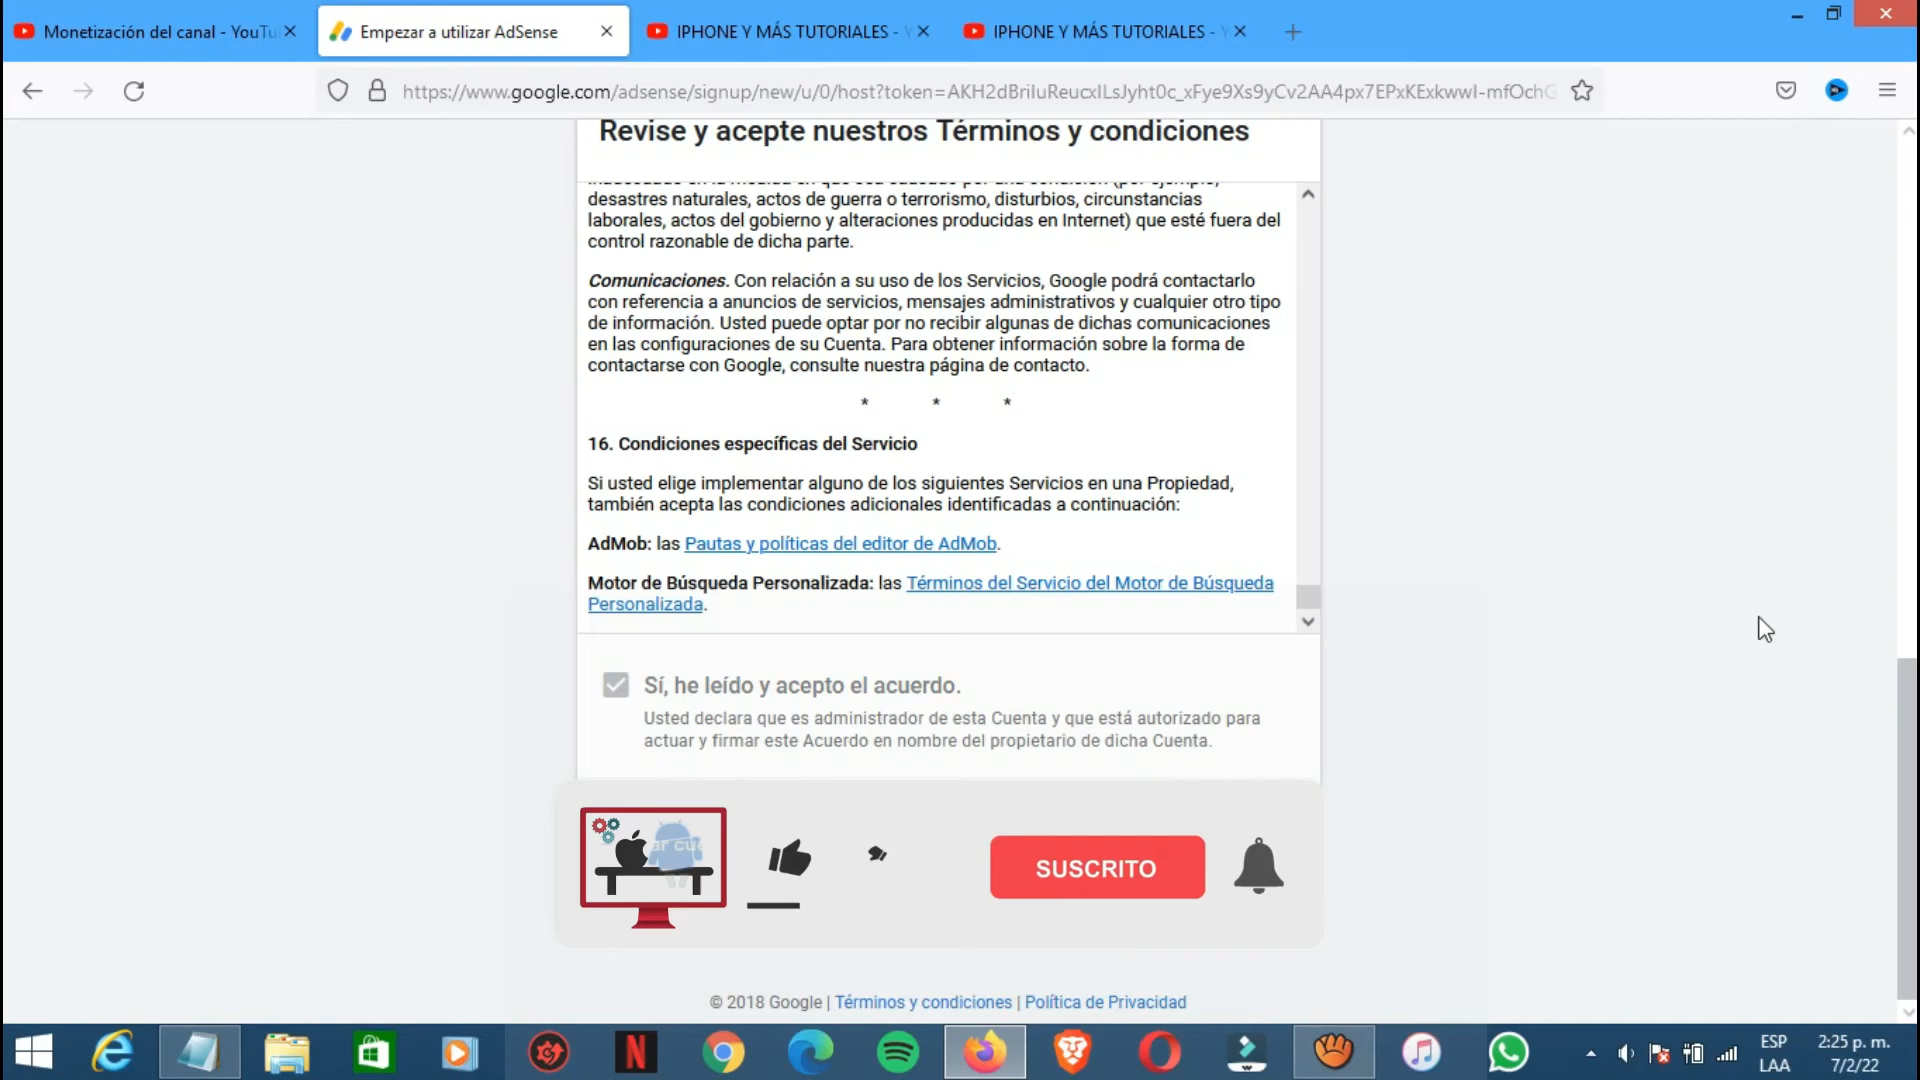 Monetización del canal - YouTu
Empezar a utilizar AdSense
IPHONE Y MÁS TUTORIALES - Y
IPHONE Y MÁS TUTORIALES - Y
https://www.google.com/adsense/signup/new/u/0/host?token=AKH2dBriIuReucxILsJyht0c_xFye9Xs9yCv2AA4px7EPxKExkwwI-mfOchG
Revise y acepte nuestros Términos y condiciones
desastres naturales, actos de guerra o terrorismo, disturbios, circunstancias
laborales, actos del gobierno y alteraciones producidas en Internet) que esté fuera del
control razonable de dicha parte.
Comunicaciones. Con relación a su uso de los Servicios, Google podrá contactarlo
con referencia a anuncios de servicios, mensajes administrativos y cualquier otro tipo
de información. Usted puede optar por no recibir algunas de dichas comunicaciones
en las configuraciones de su Cuenta. Para obtener información sobre la forma de
contactarse con Google, consulte nuestra página de contacto.
* * *
16. Condiciones específicas del Servicio
Si usted elige implementar alguno de los siguientes Servicios en una Propiedad,
también acepta las condiciones adicionales identificadas a continuación:
AdMob: las Pautas y políticas del editor de AdMob.
Motor de Búsqueda Personalizada: las Términos del Servicio del Motor de Búsqueda
Personalizada.
Sí, he leído y acepto el acuerdo.
Usted declara que es administrador de esta Cuenta y que está autorizado para
actuar y firmar este Acuerdo en nombre del propietario de dicha Cuenta.
ar cue
SUSCRITO
© 2018 Google | Términos y condiciones | Política de Privacidad
ESP
LAA
2:25 p. m.
7/2/22